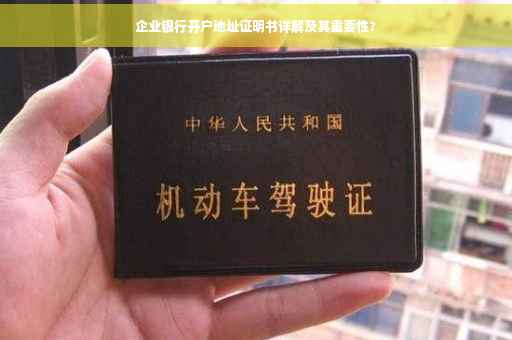 企业银行开户地址证明书详解及其重要性?
中华人民共和国
机动车驾驶证